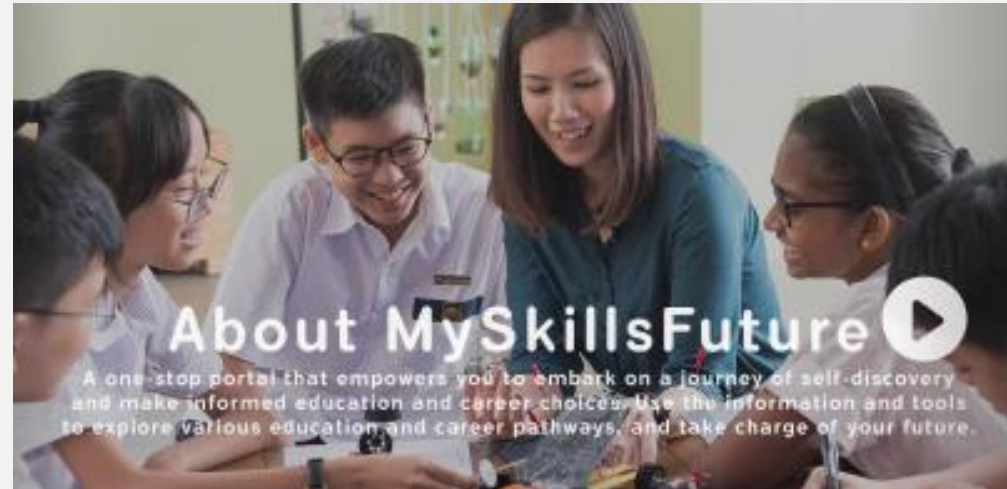 About MySkillsFuture
A one-stop portal that empowers you to embark on a journey of self-discovery
and make informed education and career choices. Use the information and tools
to explore various education and career pathways, and take charge of your future.